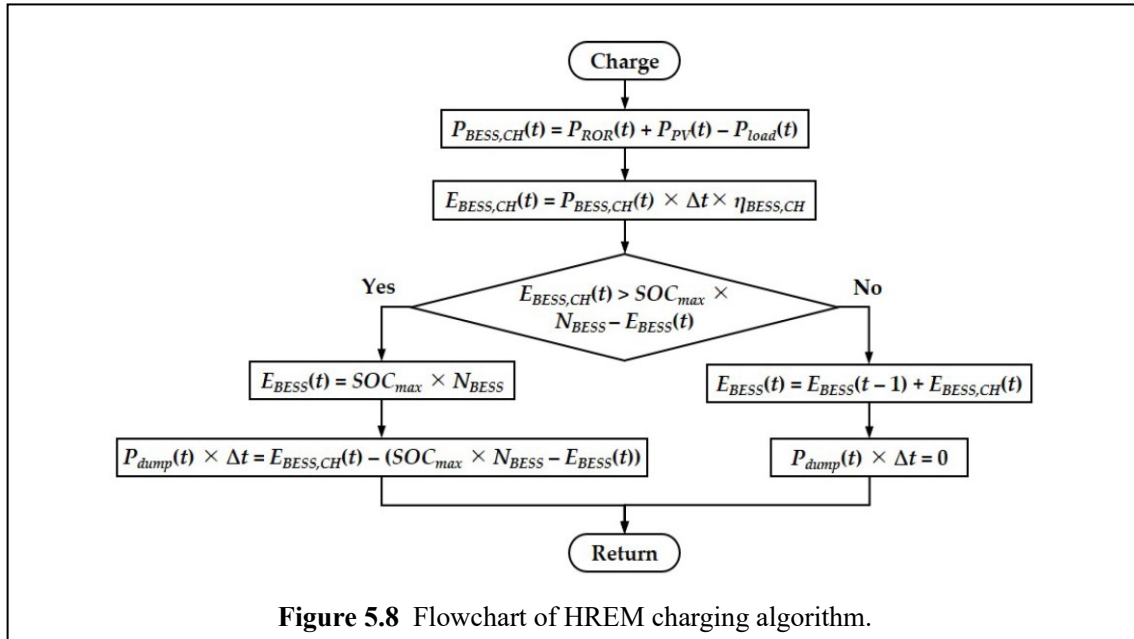 Charge
P_BESS,CH(t) = P_ROR(t) + P_PV(t) − P_load(t)
E_BESS,CH(t) = P_BESS,CH(t) × Δt × η_BESS,CH
Yes
E_BESS,CH(t) > SOC_max ×
N_BESS − E_BESS(t)
No
E_BESS(t) = SOC_max × N_BESS
E_BESS(t) = E_BESS(t − 1) + E_BESS,CH(t)
P_dump(t) × Δt = E_BESS,CH(t) − (SOC_max × N_BESS − E_BESS(t))
P_dump(t) × Δt = 0
Return
Figure 5.8 Flowchart of HREM charging algorithm.